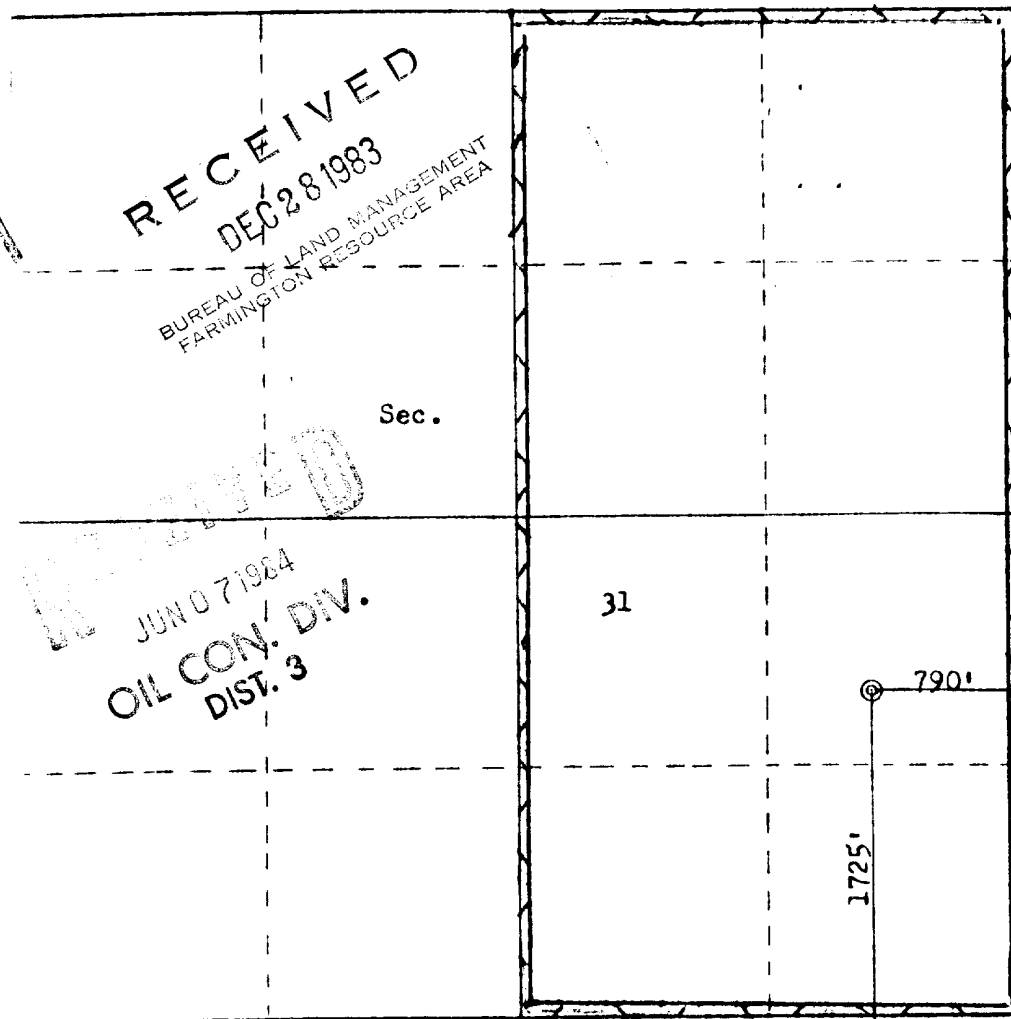 RECEIVED
DEC 28 1983
BUREAU OF LAND MANAGEMENT
FARMINGTON RESOURCE AREA
Sec.
JUN 07 1984
OIL CON. DIV.
DIST. 3
31
790'
1725'